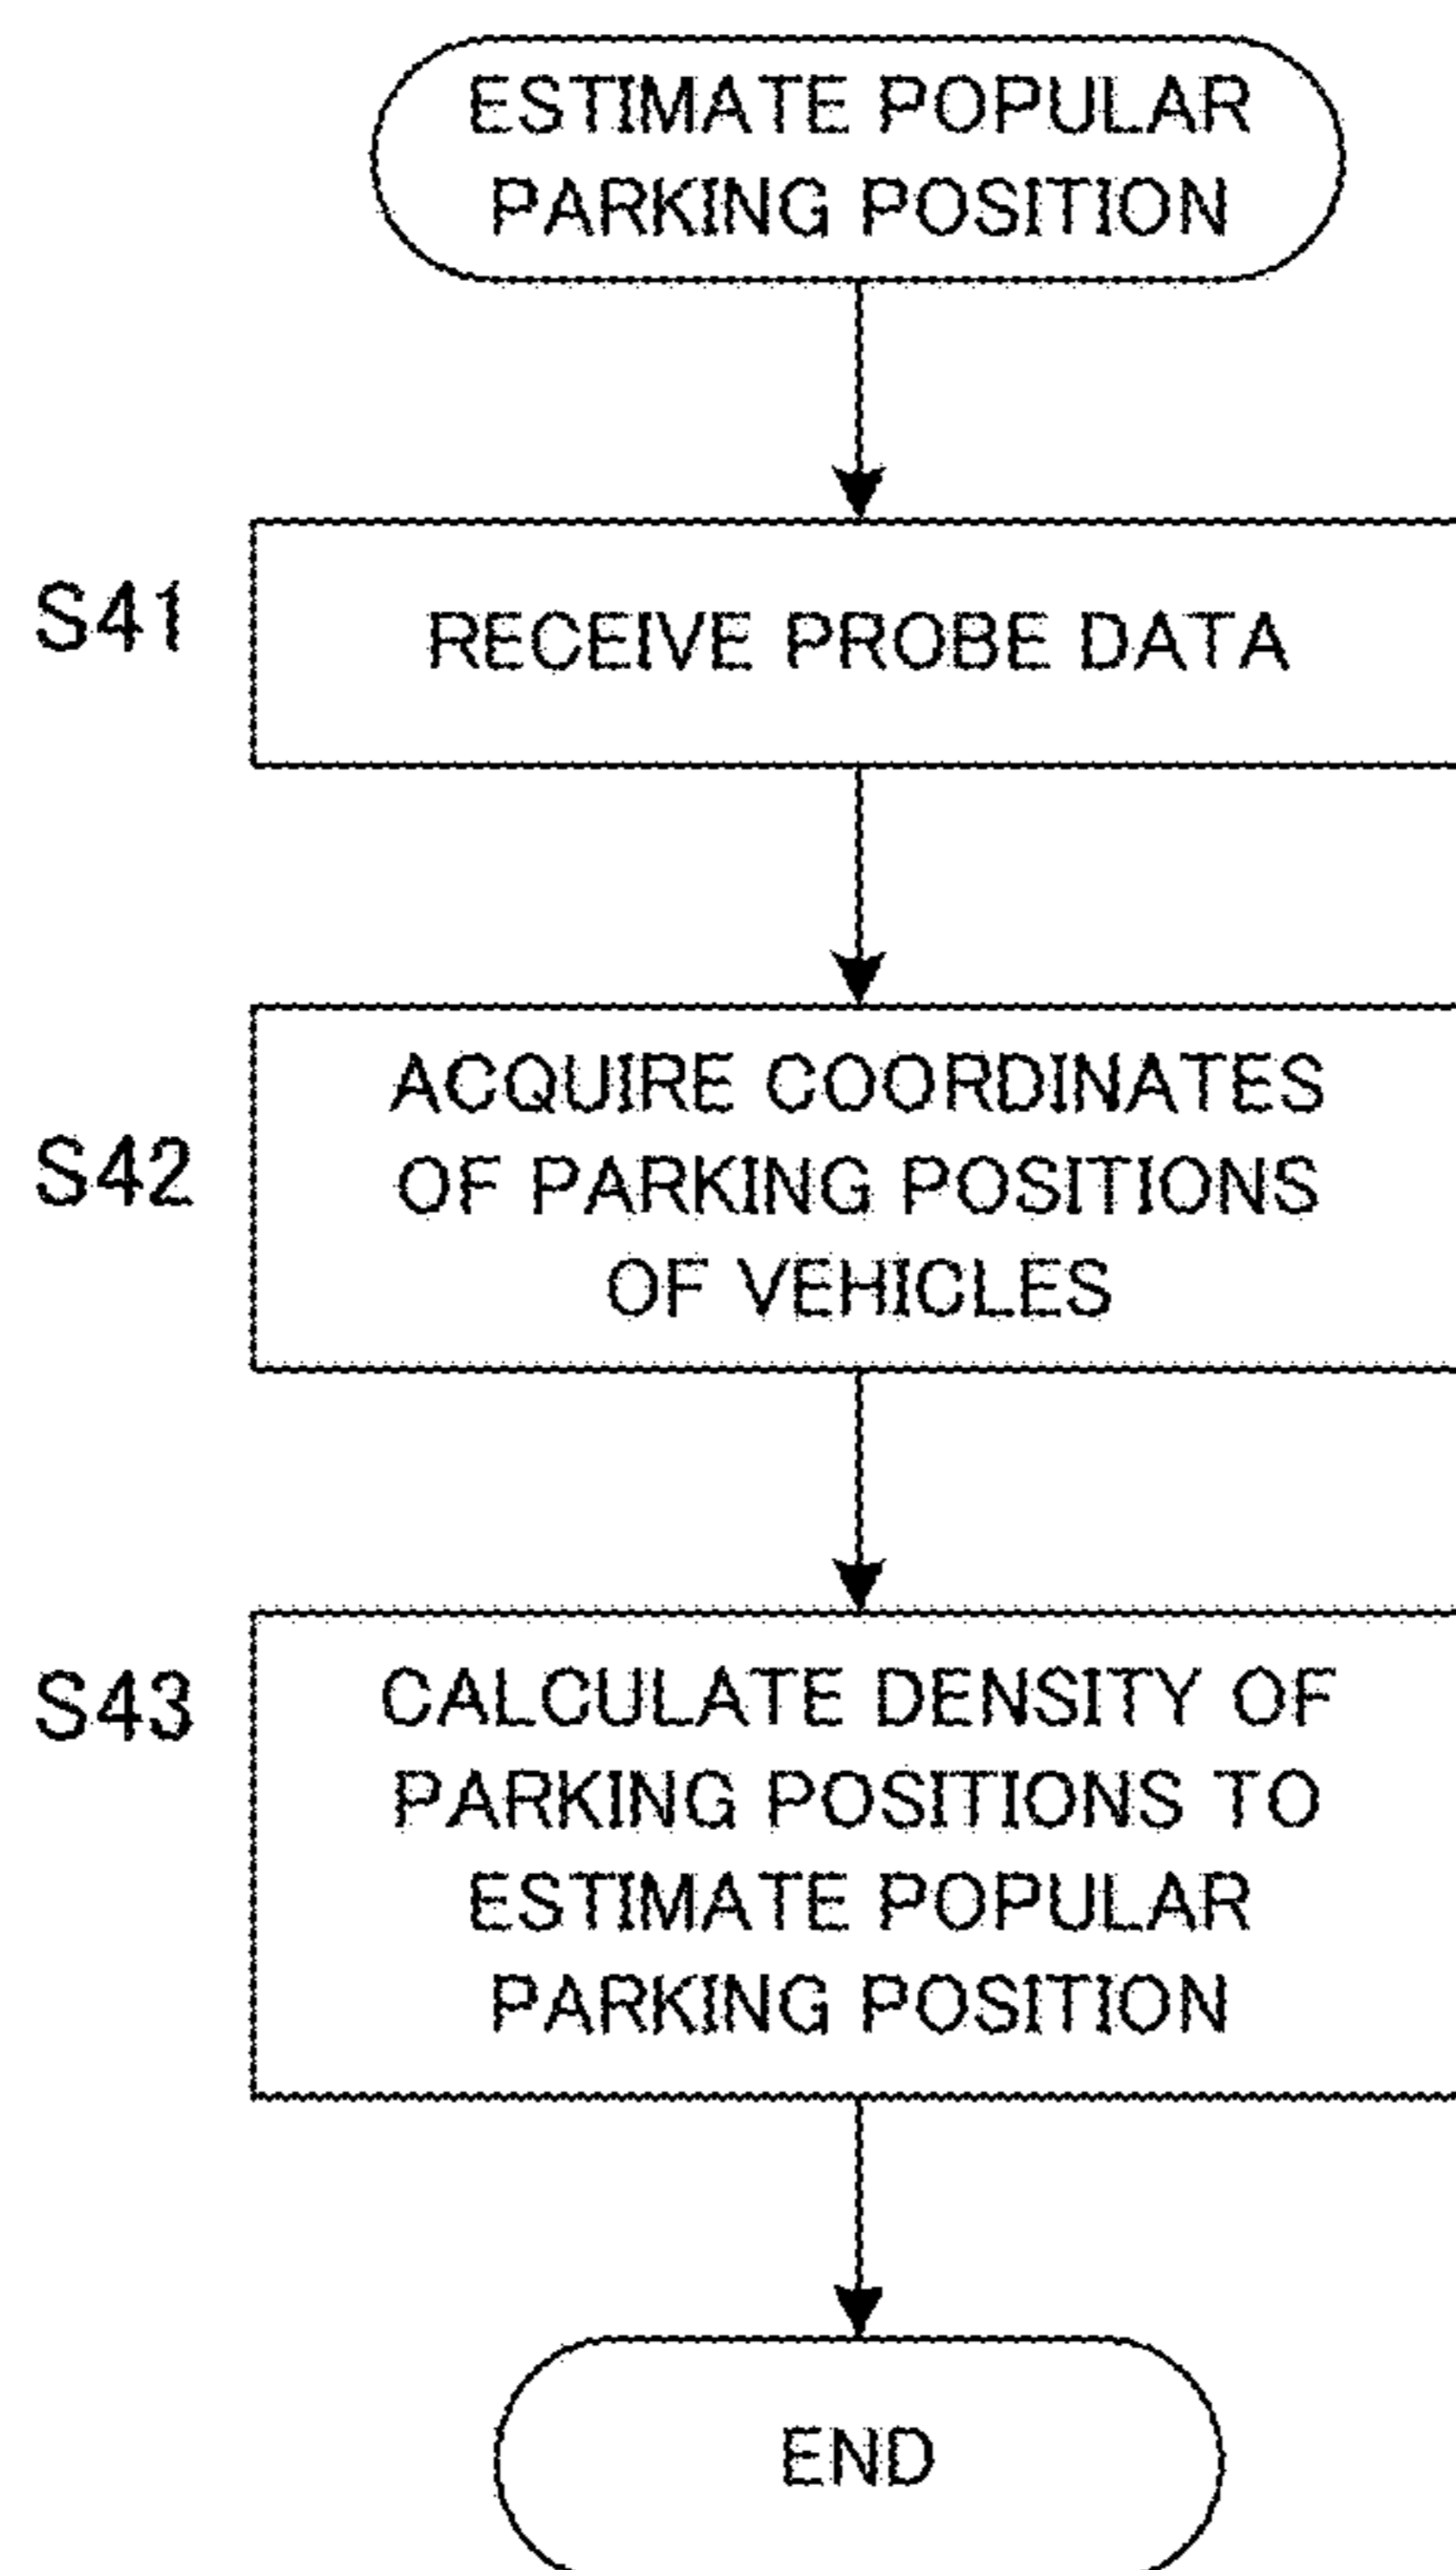 ESTIMATE POPULAR
PARKING POSITION
S41
RECEIVE PROBE DATA
S42
ACQUIRE COORDINATES
OF PARKING POSITIONS
OF VEHICLES
S43
CALCULATE DENSITY OF
PARKING POSITIONS TO
ESTIMATE POPULAR
PARKING POSITION
END